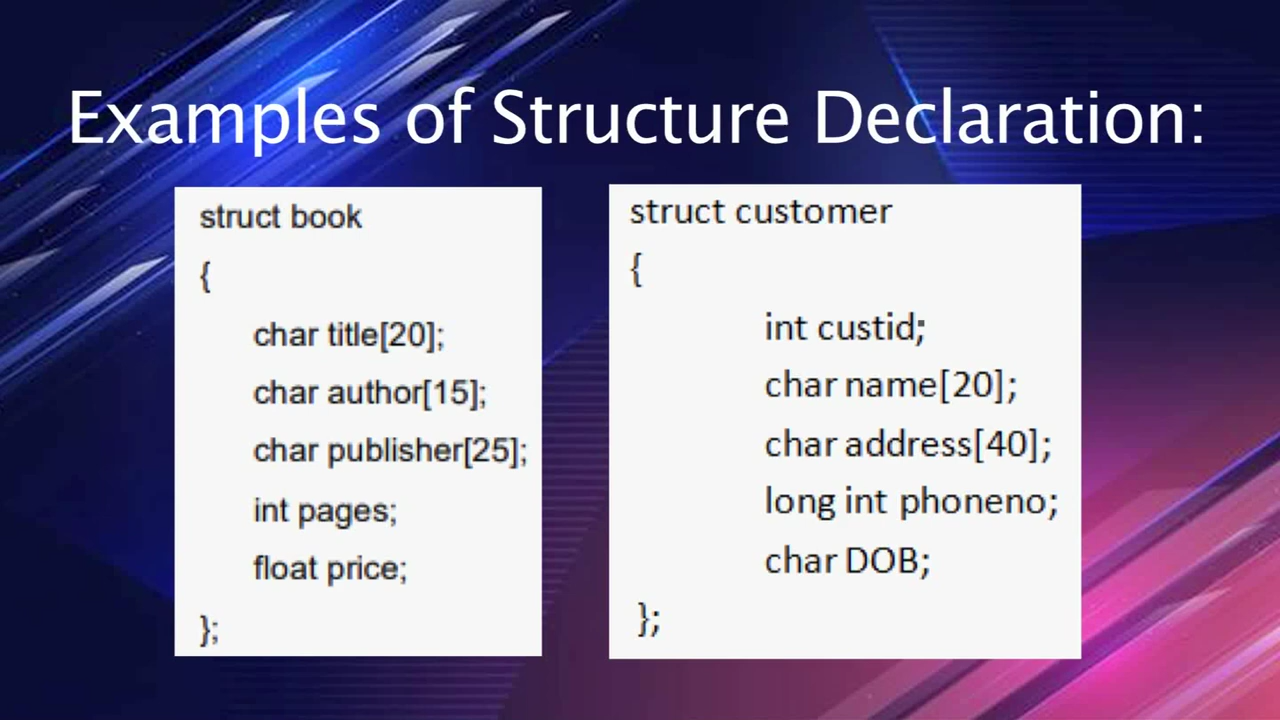 Examples of Structure Declaration:
struct book
{
char title[20];
char author[15];
char publisher[25];
int pages;
float price;
};
struct customer
{
int custid;
char name[20];
char address[40];
long int phoneno;
char DOB;
};